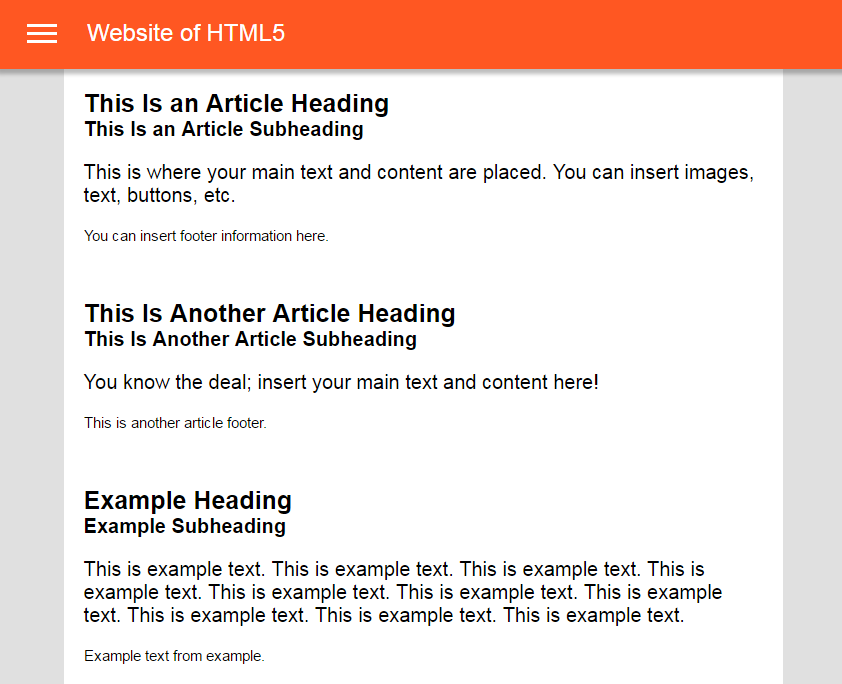 Website of HTML5
This Is an Article Heading
This Is an Article Subheading
This is where your main text and content are placed. You can insert images,
text, buttons, etc.
You can insert footer information here.
This Is Another Article Heading
This Is Another Article Subheading
You know the deal; insert your main text and content here!
This is another article footer.
Example Heading
Example Subheading
This is example text. This is example text. This is example text. This is
example text. This is example text. This is example text. This is example
text. This is example text. This is example text. This is example text.
Example text from example.